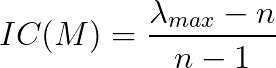 IC(M) = \frac{\lambda_{max} - n}{n - 1}